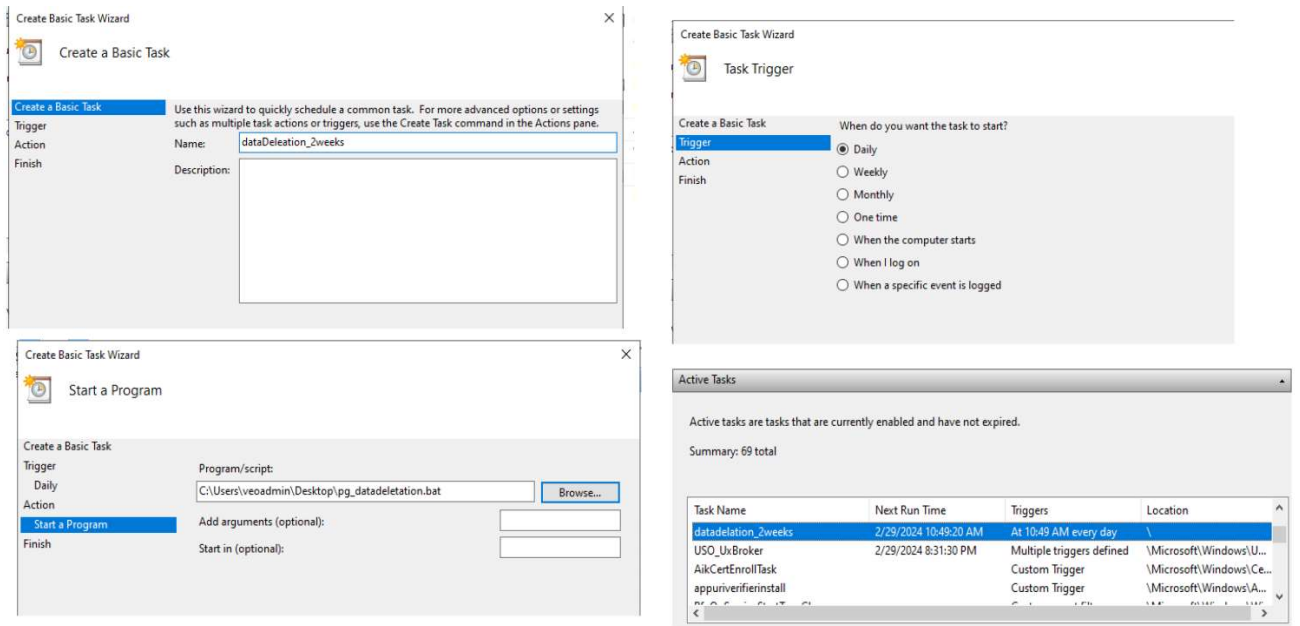 Create Basic Task Wizard
Create a Basic Task
Create a Basic Task
Trigger
Action
Finish
Use this wizard to quickly schedule a common task. For more advanced options or settings
such as multiple task actions or triggers, use the Create Task command in the Actions pane.
Name: dataDeleation_2weeks
Description:
Create Basic Task Wizard
Task Trigger
Create a Basic Task
Trigger
Action
Finish
When do you want the task to start?
Daily
Weekly
Monthly
One time
When the computer starts
When I log on
When a specific event is logged
Create Basic Task Wizard
Start a Program
Create a Basic Task
Trigger
Daily
Action
Start a Program
Finish
Program/script:
C:\Users\veoadmin\Desktop\pg_datadeletation.bat Browse...
Add arguments (optional):
Start in (optional):
Active Tasks
Active tasks are tasks that are currently enabled and have not expired.
Summary: 69 total
Task Name Next Run Time Triggers Location
datadelation_2weeks 2/29/2024 10:49:20 AM At 10:49 AM every day \
USO_UxBroker 2/29/2024 8:31:30 PM Multiple triggers defined \Microsoft\Windows\U...
AikCertEnrollTask Custom Trigger \Microsoft\Windows\Ce...
appuriverifierinstall Custom Trigger \Microsoft\Windows\A...